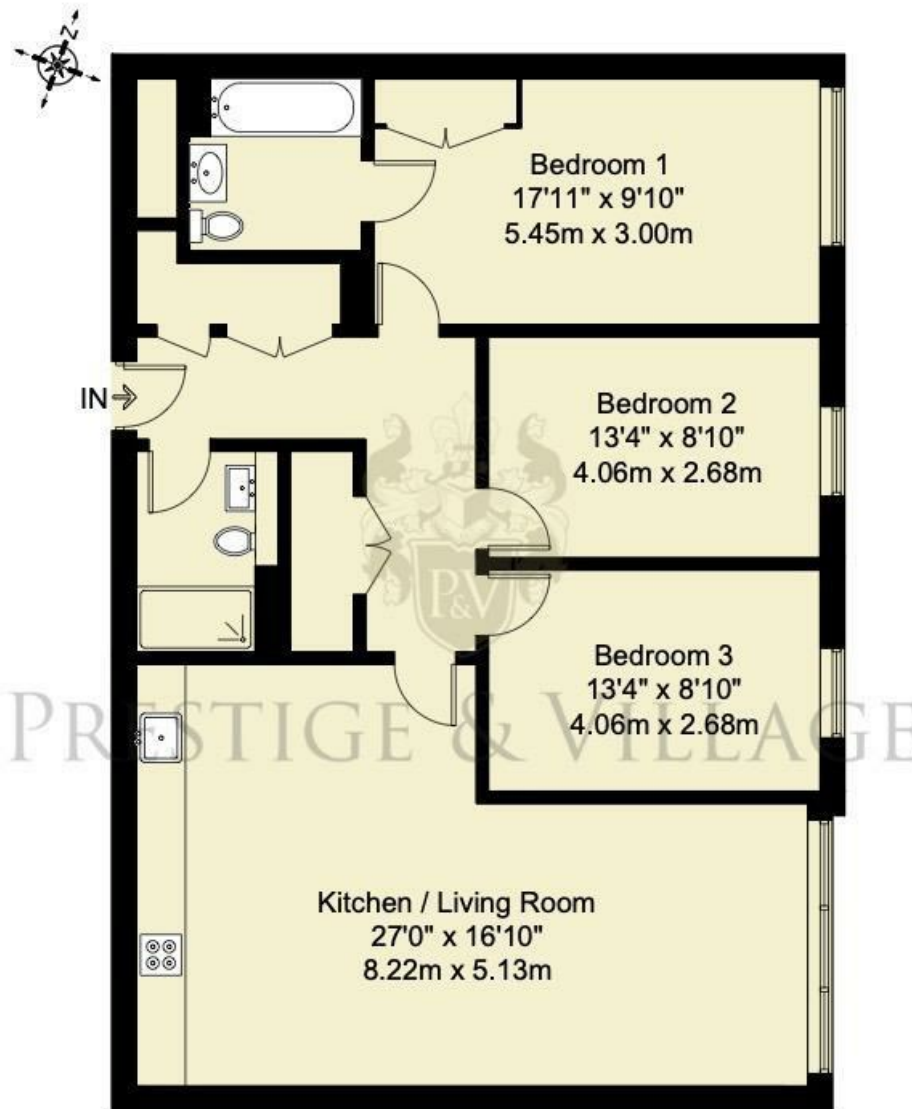 N
Bedroom 1
17'11" x 9'10"
5.45m x 3.00m
IN
Bedroom 2
13'4" x 8'10"
4.06m x 2.68m
P&V
Bedroom 3
13'4" x 8'10"
4.06m x 2.68m
PRESTIGE & VILLAGE
Kitchen / Living Room
27'0" x 16'10"
8.22m x 5.13m